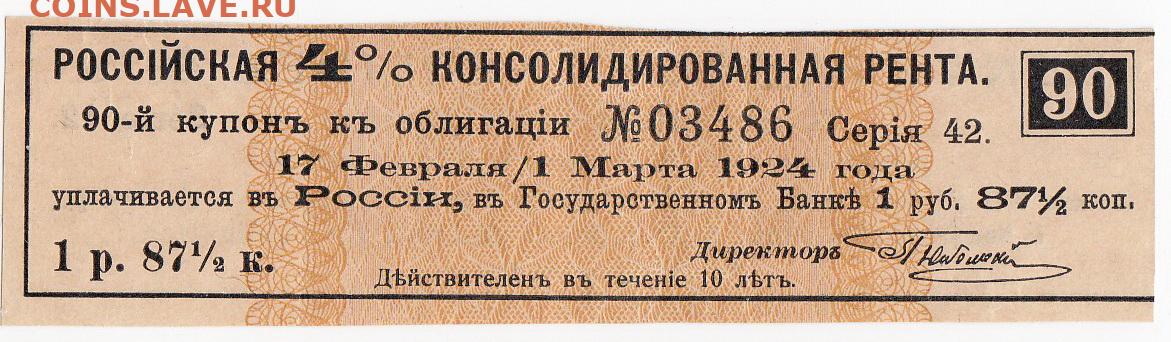 COINS.LAVE.RU
РОССІЙСКАЯ 4% КОНСОЛИДИРОВАННАЯ РЕНТА.
90
90-й купонъ къ облигаціи №03486 Серія 42.
17 Февраля/1 Марта 1924 года
уплачивается въ Россіи, въ Государственномъ Банкѣ 1 руб. 87½ коп.
1 р. 87½ к.
Директоръ
Дѣйствителенъ въ теченіе 10 лѣтъ.